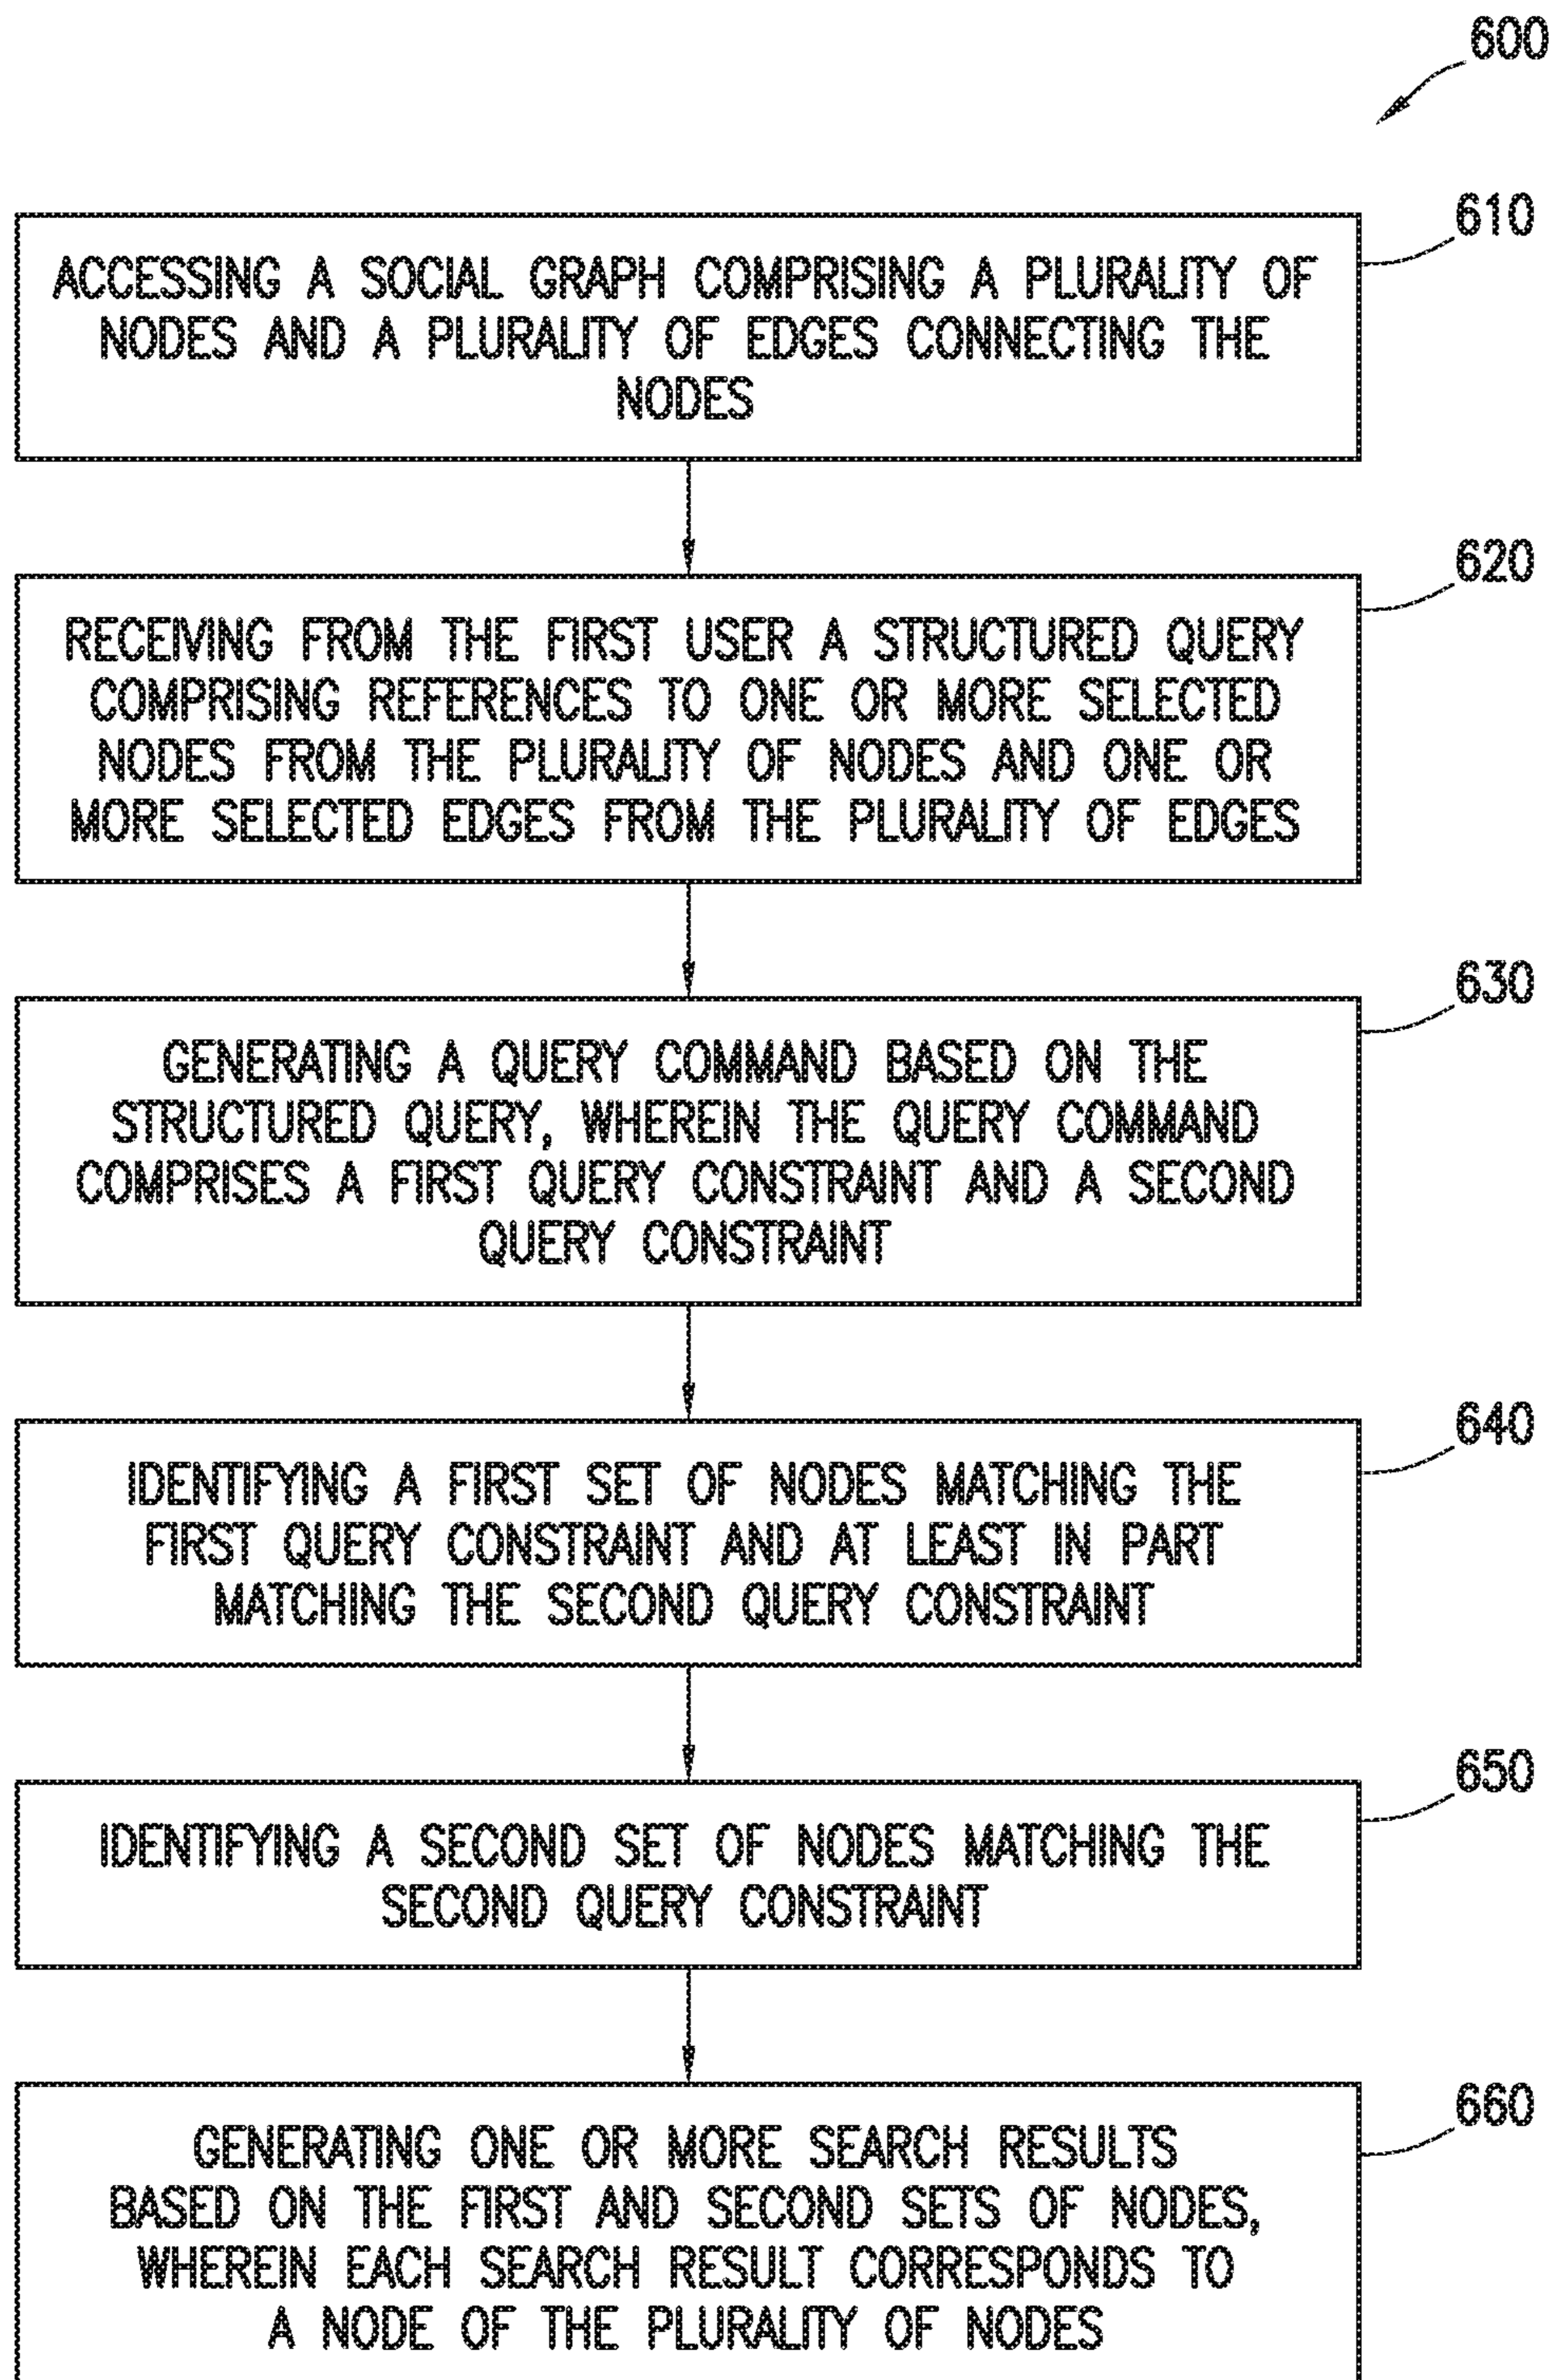 600
610
ACCESSING A SOCIAL GRAPH COMPRISING A PLURALITY OF
NODES AND A PLURALITY OF EDGES CONNECTING THE
NODES
620
RECEIVING FROM THE FIRST USER A STRUCTURED QUERY
COMPRISING REFERENCES TO ONE OR MORE SELECTED
NODES FROM THE PLURALITY OF NODES AND ONE OR
MORE SELECTED EDGES FROM THE PLURALITY OF EDGES
630
GENERATING A QUERY COMMAND BASED ON THE
STRUCTURED QUERY, WHEREIN THE QUERY COMMAND
COMPRISES A FIRST QUERY CONSTRAINT AND A SECOND
QUERY CONSTRAINT
640
IDENTIFYING A FIRST SET OF NODES MATCHING THE
FIRST QUERY CONSTRAINT AND AT LEAST IN PART
MATCHING THE SECOND QUERY CONSTRAINT
650
IDENTIFYING A SECOND SET OF NODES MATCHING THE
SECOND QUERY CONSTRAINT
660
GENERATING ONE OR MORE SEARCH RESULTS
BASED ON THE FIRST AND SECOND SETS OF NODES,
WHEREIN EACH SEARCH RESULT CORRESPONDS TO
A NODE OF THE PLURALITY OF NODES